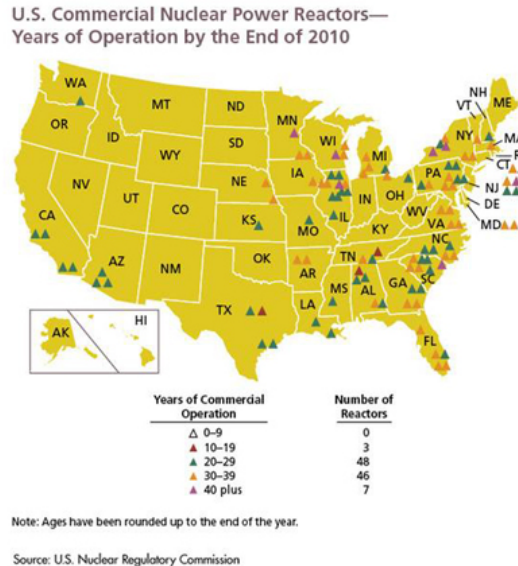 U.S. Commercial Nuclear Power Reactors—
Years of Operation by the End of 2010
WA
MT
ND
MN
VT
NH
ME
OR
ID
SD
WI
NY
WY
MI
CT
NE
IA
PA
NJ
NV
UT
CO
IL
IN
OH
DE
CA
KS
MO
KY
WV
VA
MD
AZ
NM
OK
AR
TN
NC
SC
TX
LA
MS
AL
GA
FL
AK
HI
Years of Commercial Operation Number of Reactors
0–9 0
10–19 3
20–29 48
30–39 46
40 plus 7
Note: Ages have been rounded up to the end of the year.
Source: U.S. Nuclear Regulatory Commission